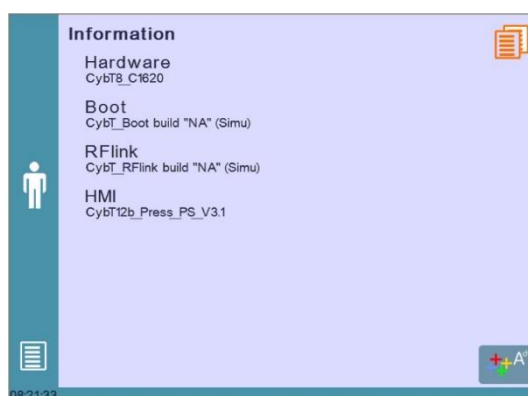 Information
Hardware
CybT8_C1620
Boot
CybT_Boot build "NA" (Simu)
RFlink
CybT_RFlink build "NA" (Simu)
HMI
CybT12b_Press_PS_V3.1
A
08:21:33